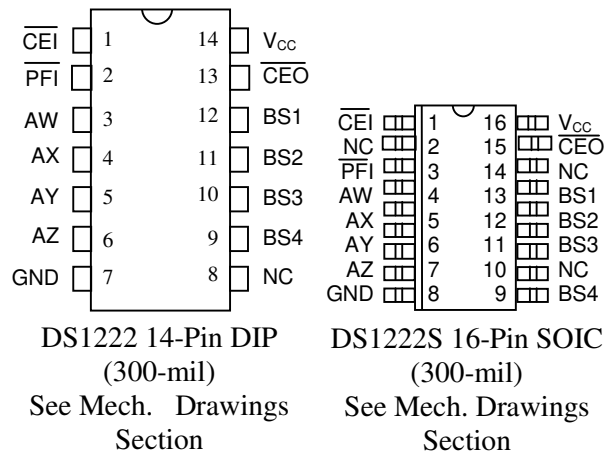 CEI 1 14 VCC
PFI 2 13 CEO
AW 3 12 BS1
AX 4 11 BS2
AY 5 10 BS3
AZ 6 9 BS4
GND 7 8 NC
DS1222 14-Pin DIP
(300-mil)
See Mech. Drawings
Section
CEI 1 16 VCC
NC 2 15 CEO
PFI 3 14 NC
AW 4 13 BS1
AX 5 12 BS2
AY 6 11 BS3
AZ 7 10 NC
GND 8 9 BS4
DS1222S 16-Pin SOIC
(300-mil)
See Mech. Drawings
Section